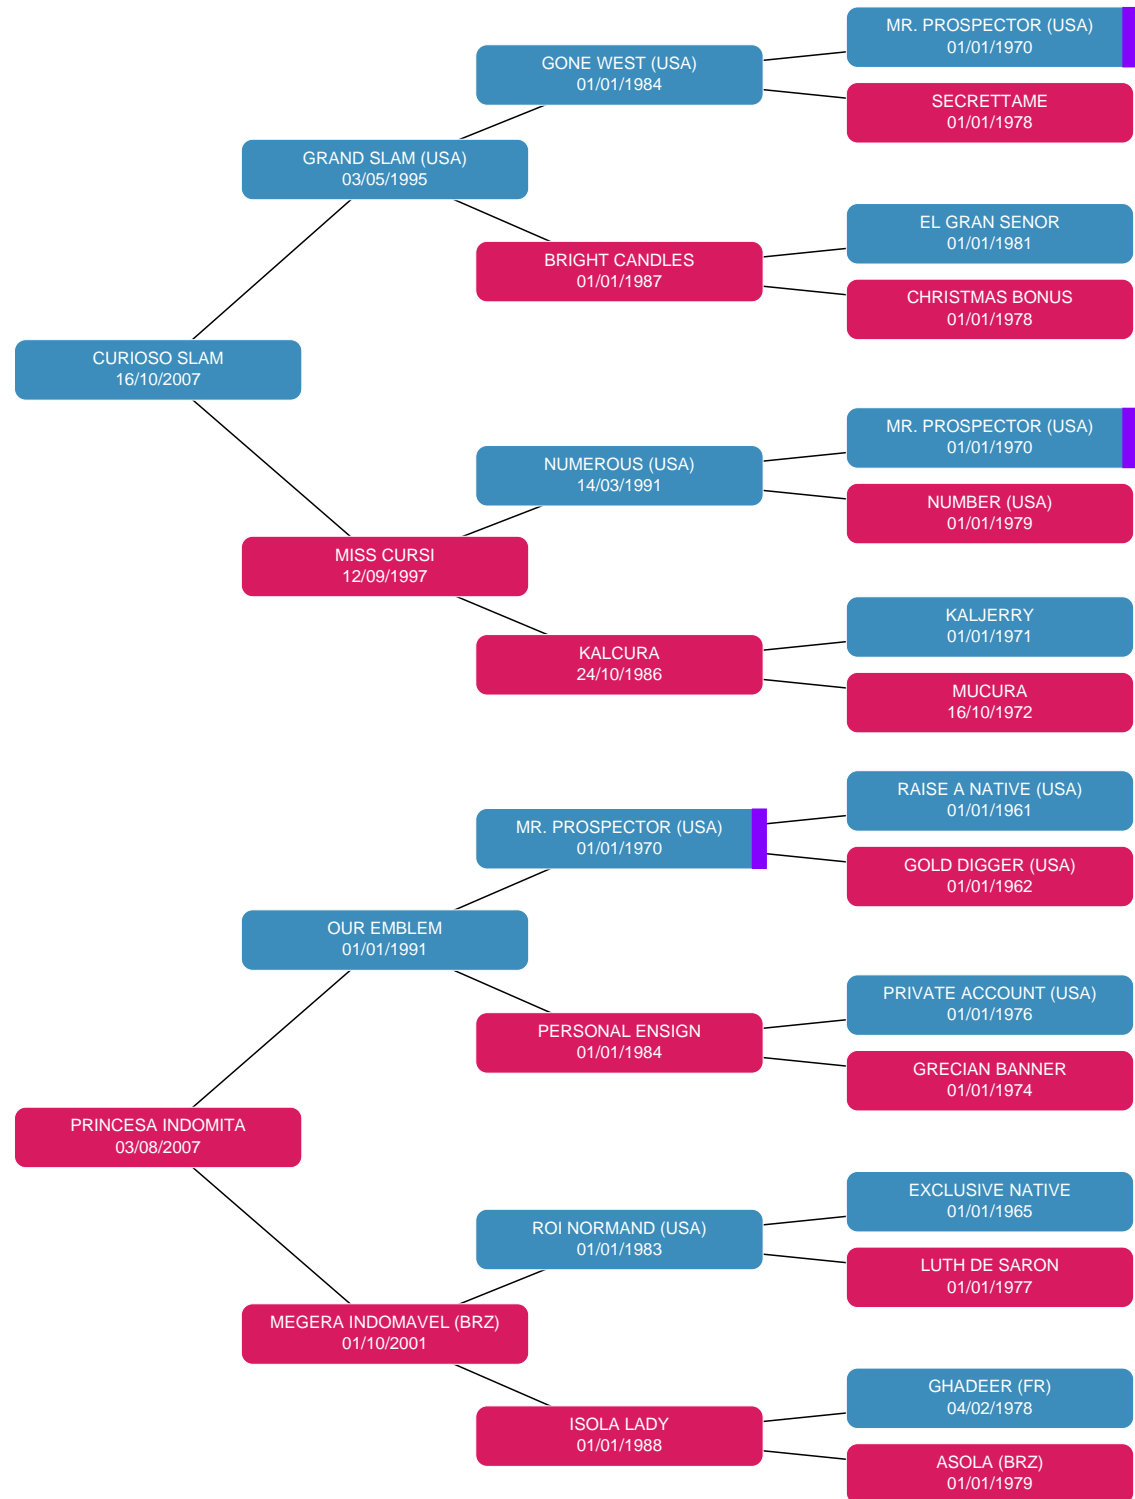 MR. PROSPECTOR (USA)
01/01/1970
GONE WEST (USA)
01/01/1984
SECRETTAME
01/01/1978
GRAND SLAM (USA)
03/05/1995
EL GRAN SENOR
01/01/1981
BRIGHT CANDLES
01/01/1987
CHRISTMAS BONUS
01/01/1978
CURIOSO SLAM
16/10/2007
MR. PROSPECTOR (USA)
01/01/1970
NUMEROUS (USA)
14/03/1991
NUMBER (USA)
01/01/1979
MISS CURSI
12/09/1997
KALJERRY
01/01/1971
KALCURA
24/10/1986
MUCURA
16/10/1972
RAISE A NATIVE (USA)
01/01/1961
MR. PROSPECTOR (USA)
01/01/1970
GOLD DIGGER (USA)
01/01/1962
OUR EMBLEM
01/01/1991
PRIVATE ACCOUNT (USA)
01/01/1976
PERSONAL ENSIGN
01/01/1984
GRECIAN BANNER
01/01/1974
PRINCESA INDOMITA
03/08/2007
EXCLUSIVE NATIVE
01/01/1965
ROI NORMAND (USA)
01/01/1983
LUTH DE SARON
01/01/1977
MEGERA INDOMAVEL (BRZ)
01/10/2001
GHADEER (FR)
04/02/1978
ISOLA LADY
01/01/1988
ASOLA (BRZ)
01/01/1979